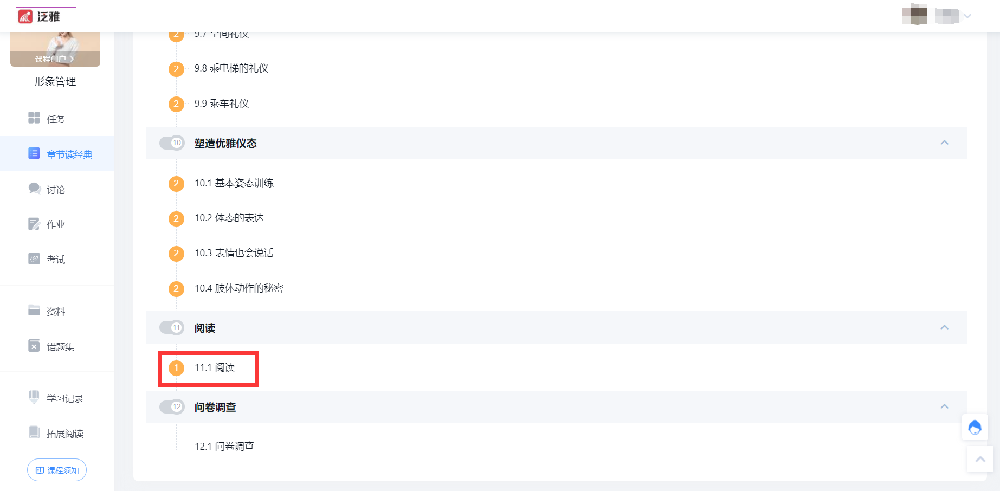 泛雅
课程门户
形象管理
任务
章节读经典
讨论
作业
100
考试
资料
错题集
学习记录
拓展阅读
课程须知
2 9.7 空间礼仪
2 9.8 乘电梯的礼仪
2 9.9 乘车礼仪
10 塑造优雅仪态
2 10.1 基本姿态训练
2 10.2 体态的表达
2 10.3 表情也会说话
2 10.4 肢体动作的秘密
11 阅读
1 11.1 阅读
12 问卷调查
12.1 问卷调查